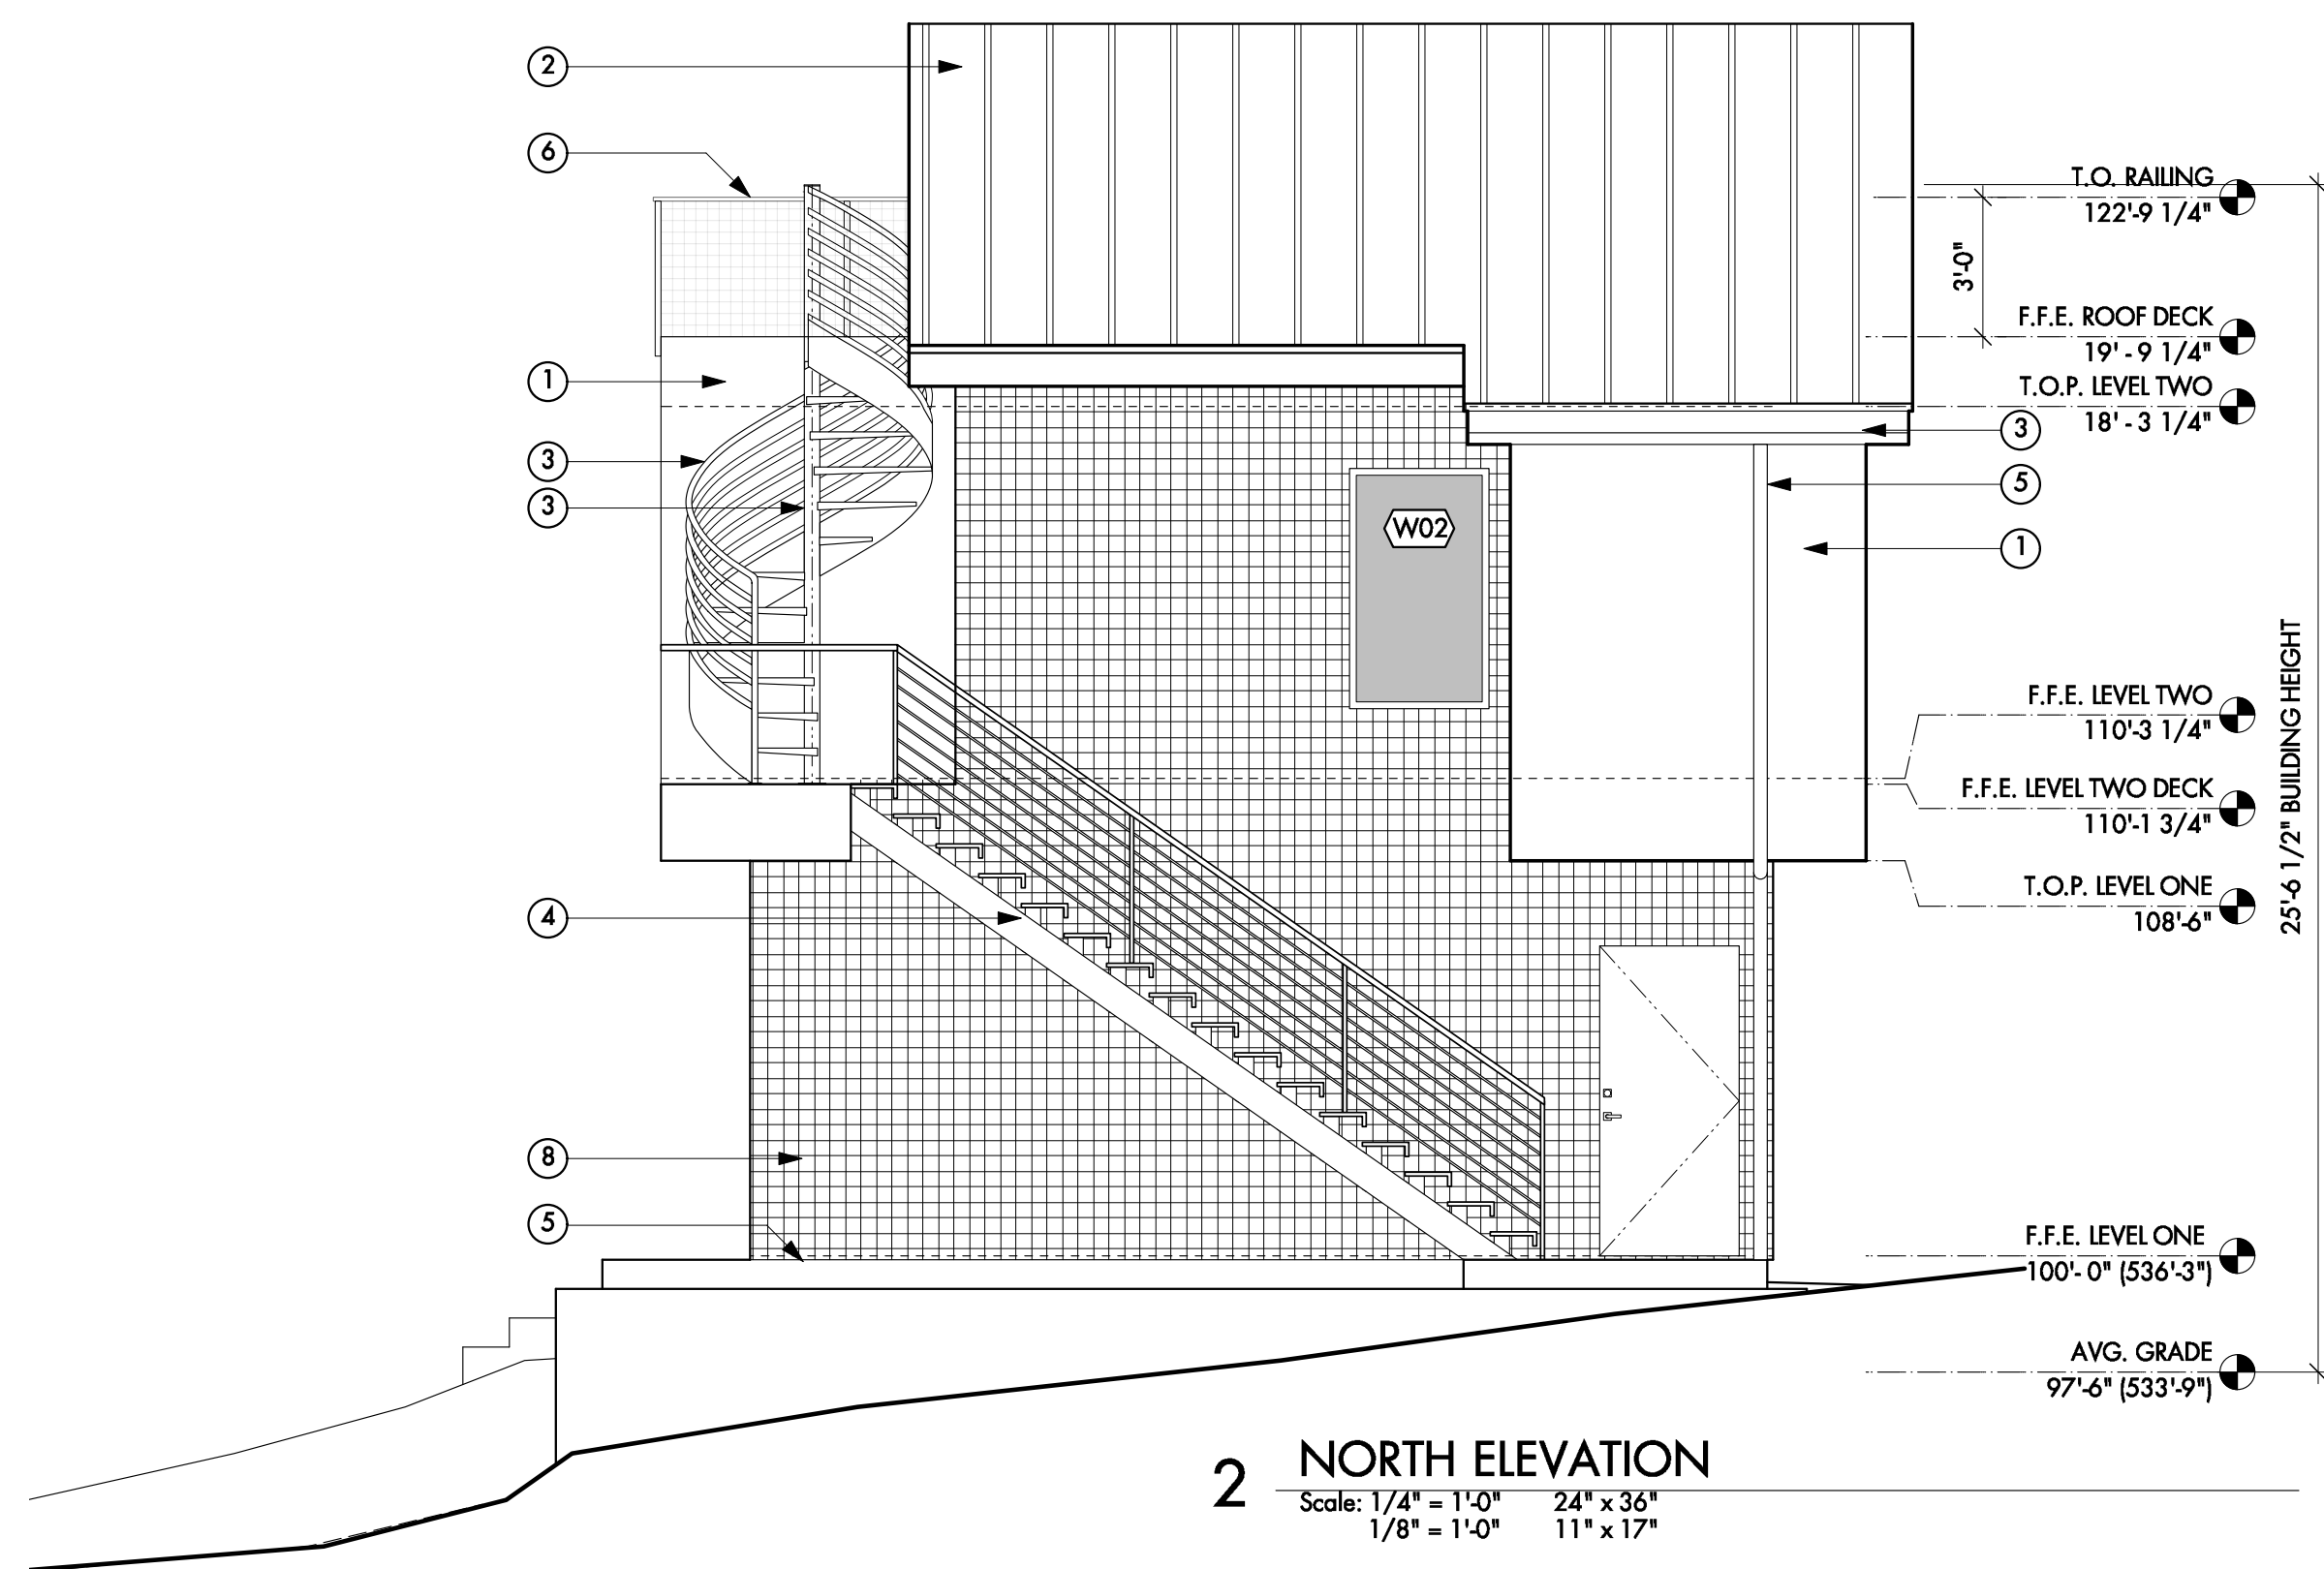 2
6
1
3
3
4
8
5
W02
3
5
1
T.O. RAILING
122'-9 1/4"
3'-0"
F.F.E. ROOF DECK
19' - 9 1/4"
T.O.P. LEVEL TWO
18' - 3 1/4"
F.F.E. LEVEL TWO
110'-3 1/4"
F.F.E. LEVEL TWO DECK
110'-1 3/4"
T.O.P. LEVEL ONE
108'-6"
25'-6 1/2" BUILDING HEIGHT
F.F.E. LEVEL ONE
100'- 0" (536'-3")
AVG. GRADE
97'-6" (533'-9")
2 NORTH ELEVATION
Scale: 1/4" = 1'-0" 24" x 36"
1/8" = 1'-0" 11" x 17"